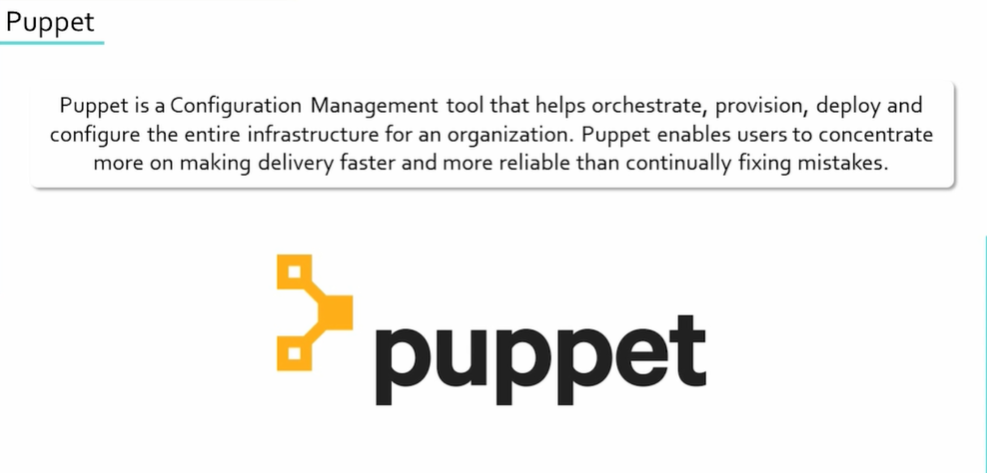 Puppet
Puppet is a Configuration Management tool that helps orchestrate, provision, deploy and
configure the entire infrastructure for an organization. Puppet enables users to concentrate
more on making delivery faster and more reliable than continually fixing mistakes.
puppet